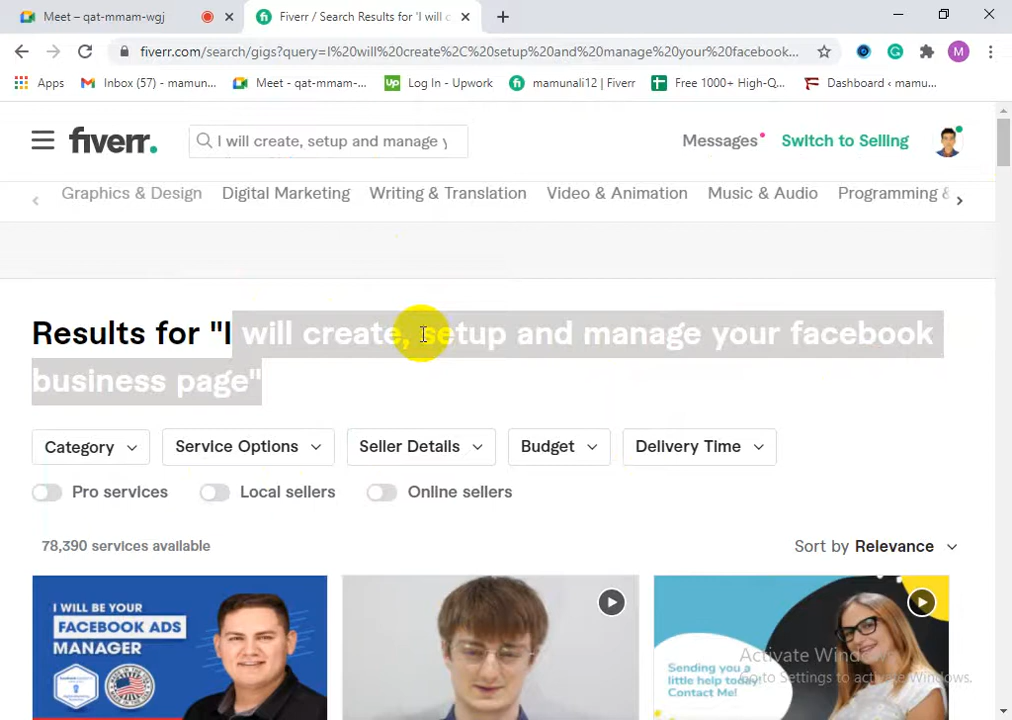 Meet – qat-mmam-wgj
Fiverr / Search Results for 'I will c
fiverr.com/search/gigs?query=I%20will%20create%2C%20setup%20and%20manage%20your%20facebook...
M
Apps
Inbox (57) - mamun...
Meet - qat-mmam-...
Up Log In - Upwork
mamunali12 | Fiverr
Free 1000+ High-Q...
Dashboard ‹ mamu...
fiverr.
I will create, setup and manage y
Messages
Switch to Selling
Graphics & Design
Digital Marketing
Writing & Translation
Video & Animation
Music & Audio
Programming &
Results for "I will create, setup and manage your facebook
business page"
Category
Service Options
Seller Details
Budget
Delivery Time
Pro services
Local sellers
Online sellers
78,390 services available
Sort by Relevance
I WILL BE YOUR
FACEBOOK ADS
MANAGER
Sending you a
little help today
Contact Me!
Activate Windows
Go to Settings to activate Windows.